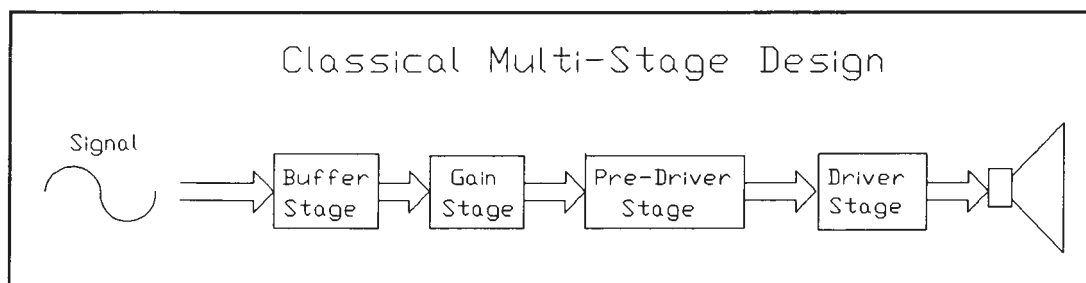 Classical Multi-Stage Design
Signal
Buffer
Stage
Gain
Stage
Pre-Driver
Stage
Driver
Stage